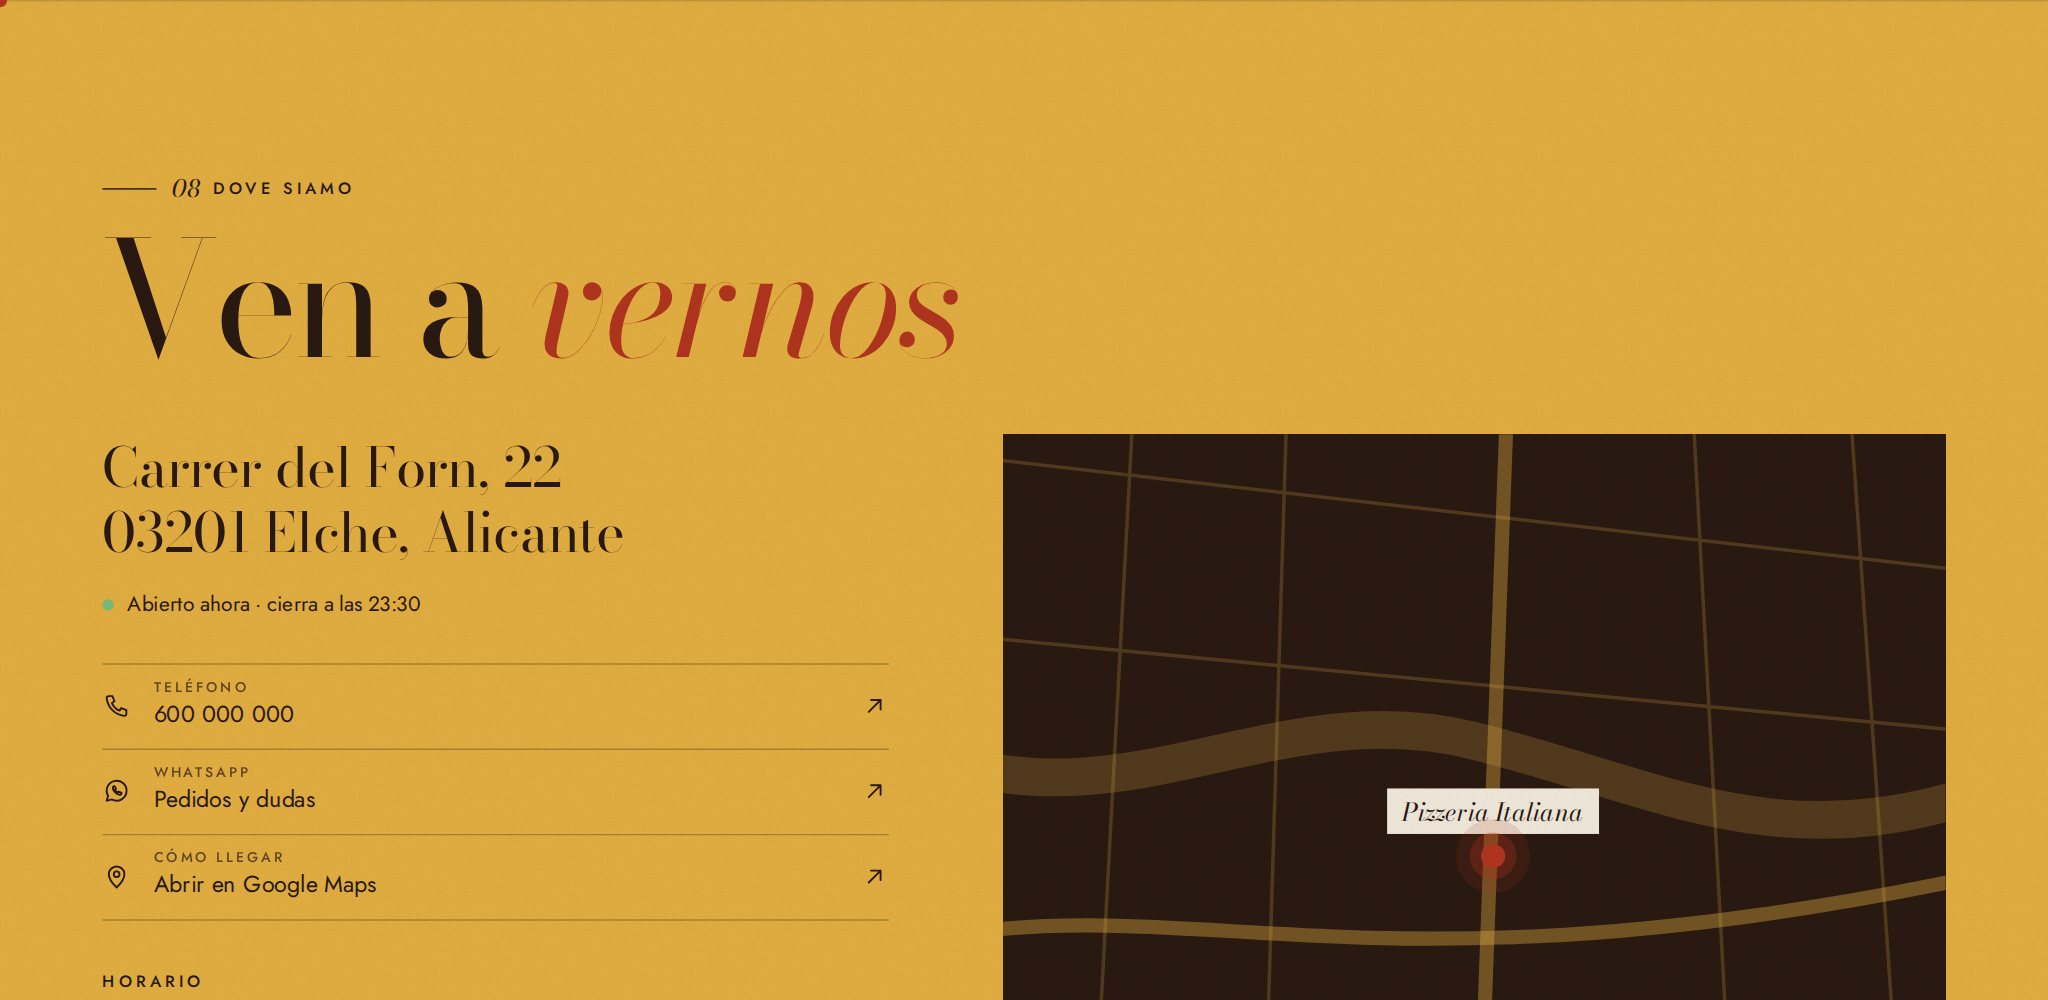 08 DOVE SIAMO
Ven a vernos
Carrer del Forn, 22
03201 Elche, Alicante
Abierto ahora · cierra a las 23:30
TELÉFONO
600 000 000
WHATSAPP
Pedidos y dudas
CÓMO LLEGAR
Abrir en Google Maps
HORARIO
Pizzeria Italiana